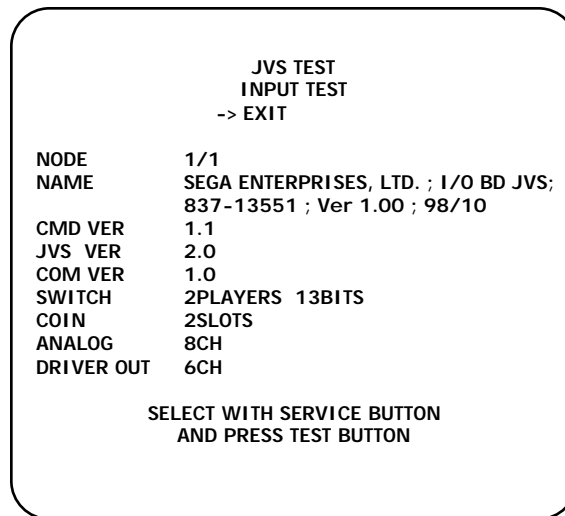 JVS TEST
INPUT TEST
-> EXIT
NODE 1/1
NAME SEGA ENTERPRISES, LTD. ; I/0 BD JVS;
837-13551 ; Ver 1.00 ; 98/10
CMD VER 1.1
JVS VER 2.0
COM VER 1.0
SWITCH 2PLAYERS 13BITS
COIN 2SLOTS
ANALOG 8CH
DRIVER OUT 6CH
SELECT WITH SERVICE BUTTON
AND PRESS TEST BUTTON